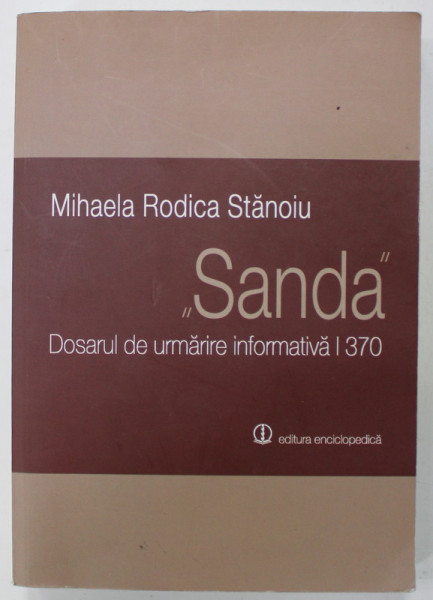 Mihaela Rodica Stănoiu
„Sanda”
Dosarul de urmărire informativă I 370
editura enciclopedică